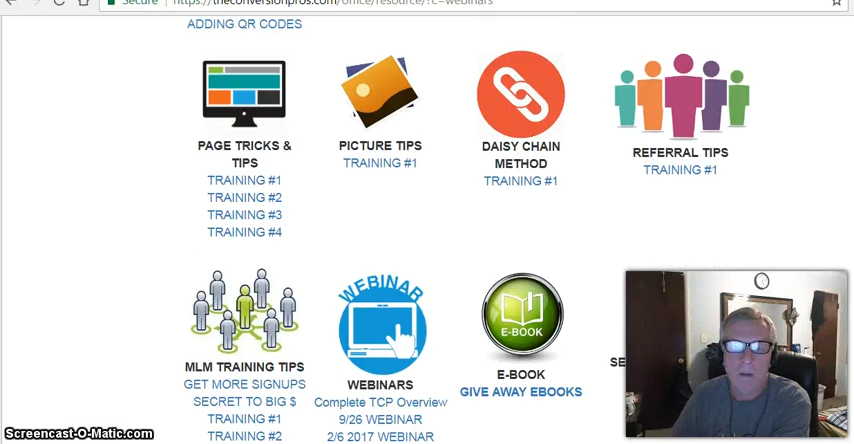 Secure https://theconversionpros.com/office/resource/?c=webinars
ADDING QR CODES
PAGE TRICKS &
TIPS
TRAINING #1
TRAINING #2
TRAINING #3
TRAINING #4
PICTURE TIPS
TRAINING #1
DAISY CHAIN
METHOD
TRAINING #1
REFERRAL TIPS
TRAINING #1
MLM TRAINING TIPS
GET MORE SIGNUPS
SECRET TO BIG $
TRAINING #1
TRAINING #2
WEBINAR
WEBINARS
Complete TCP Overview
9/26 WEBINAR
2/6 2017 WEBINAR
E-BOOK
E-BOOK
GIVE AWAY EBOOKS
SE
Screencast-O-Matic.com